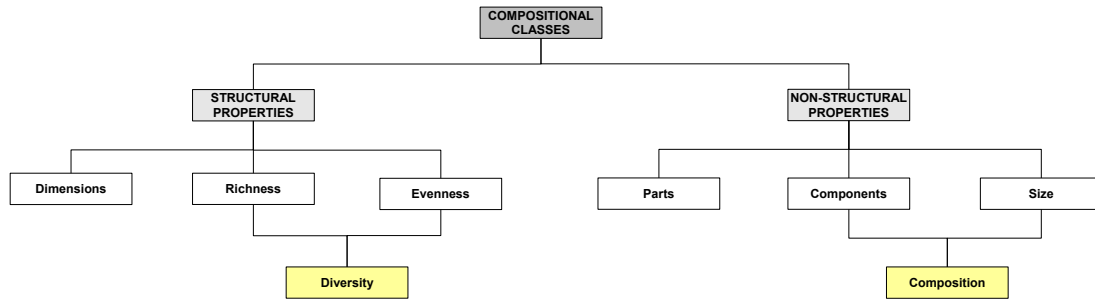 COMPOSITIONAL
CLASSES
STRUCTURAL
PROPERTIES
NON-STRUCTURAL
PROPERTIES
Dimensions
Richness
Evenness
Parts
Components
Size
Diversity
Composition